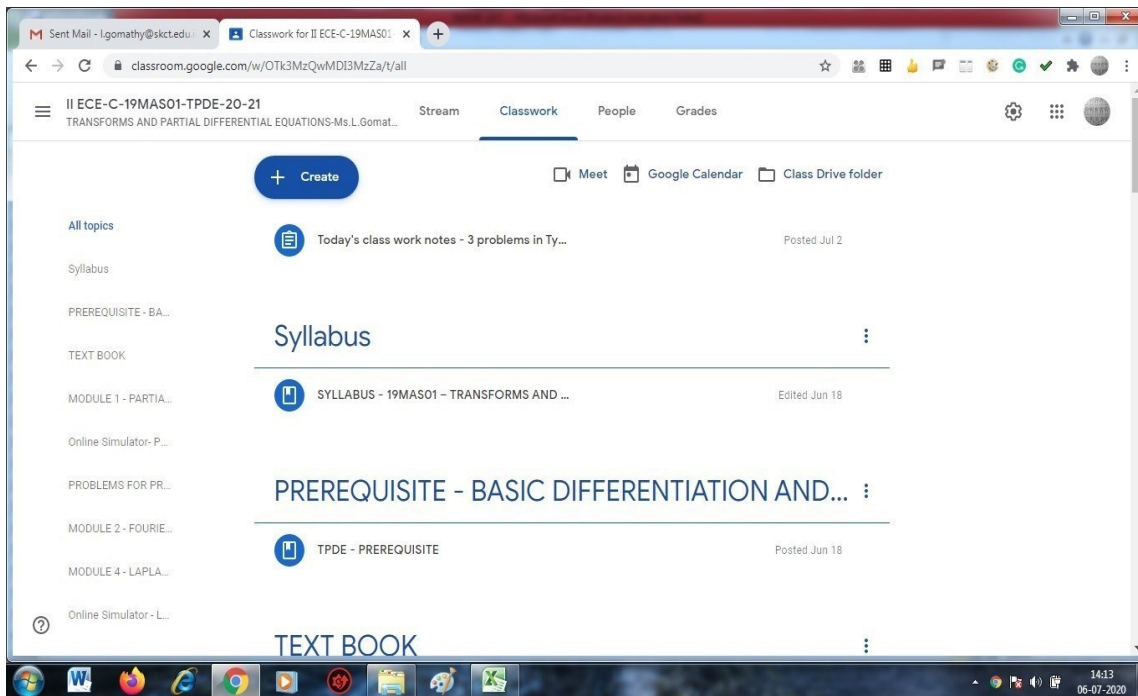 Sent Mail - l.gomathy@skct.edu.
Classwork for II ECE-C-19MAS01-
classroom.google.com/w/OTk3MzQwMDI3MzZa/t/all
II ECE-C-19MAS01-TPDE-20-21
TRANSFORMS AND PARTIAL DIFFERENTIAL EQUATIONS-Ms.L.Gomat...
Stream Classwork People Grades
+ Create
Meet Google Calendar Class Drive folder
All topics
Syllabus
PREREQUISITE - BA...
TEXT BOOK
MODULE 1 - PARTIA...
Online Simulator- P...
PROBLEMS FOR PR...
MODULE 2 - FOURIE...
MODULE 4 - LAPLA...
Online Simulator - L...
Today's class work notes - 3 problems in Ty... Posted Jul 2
Syllabus
SYLLABUS - 19MAS01 – TRANSFORMS AND ... Edited Jun 18
PREREQUISITE - BASIC DIFFERENTIATION AND...
TPDE - PREREQUISITE Posted Jun 18
TEXT BOOK
14:13
06-07-2020